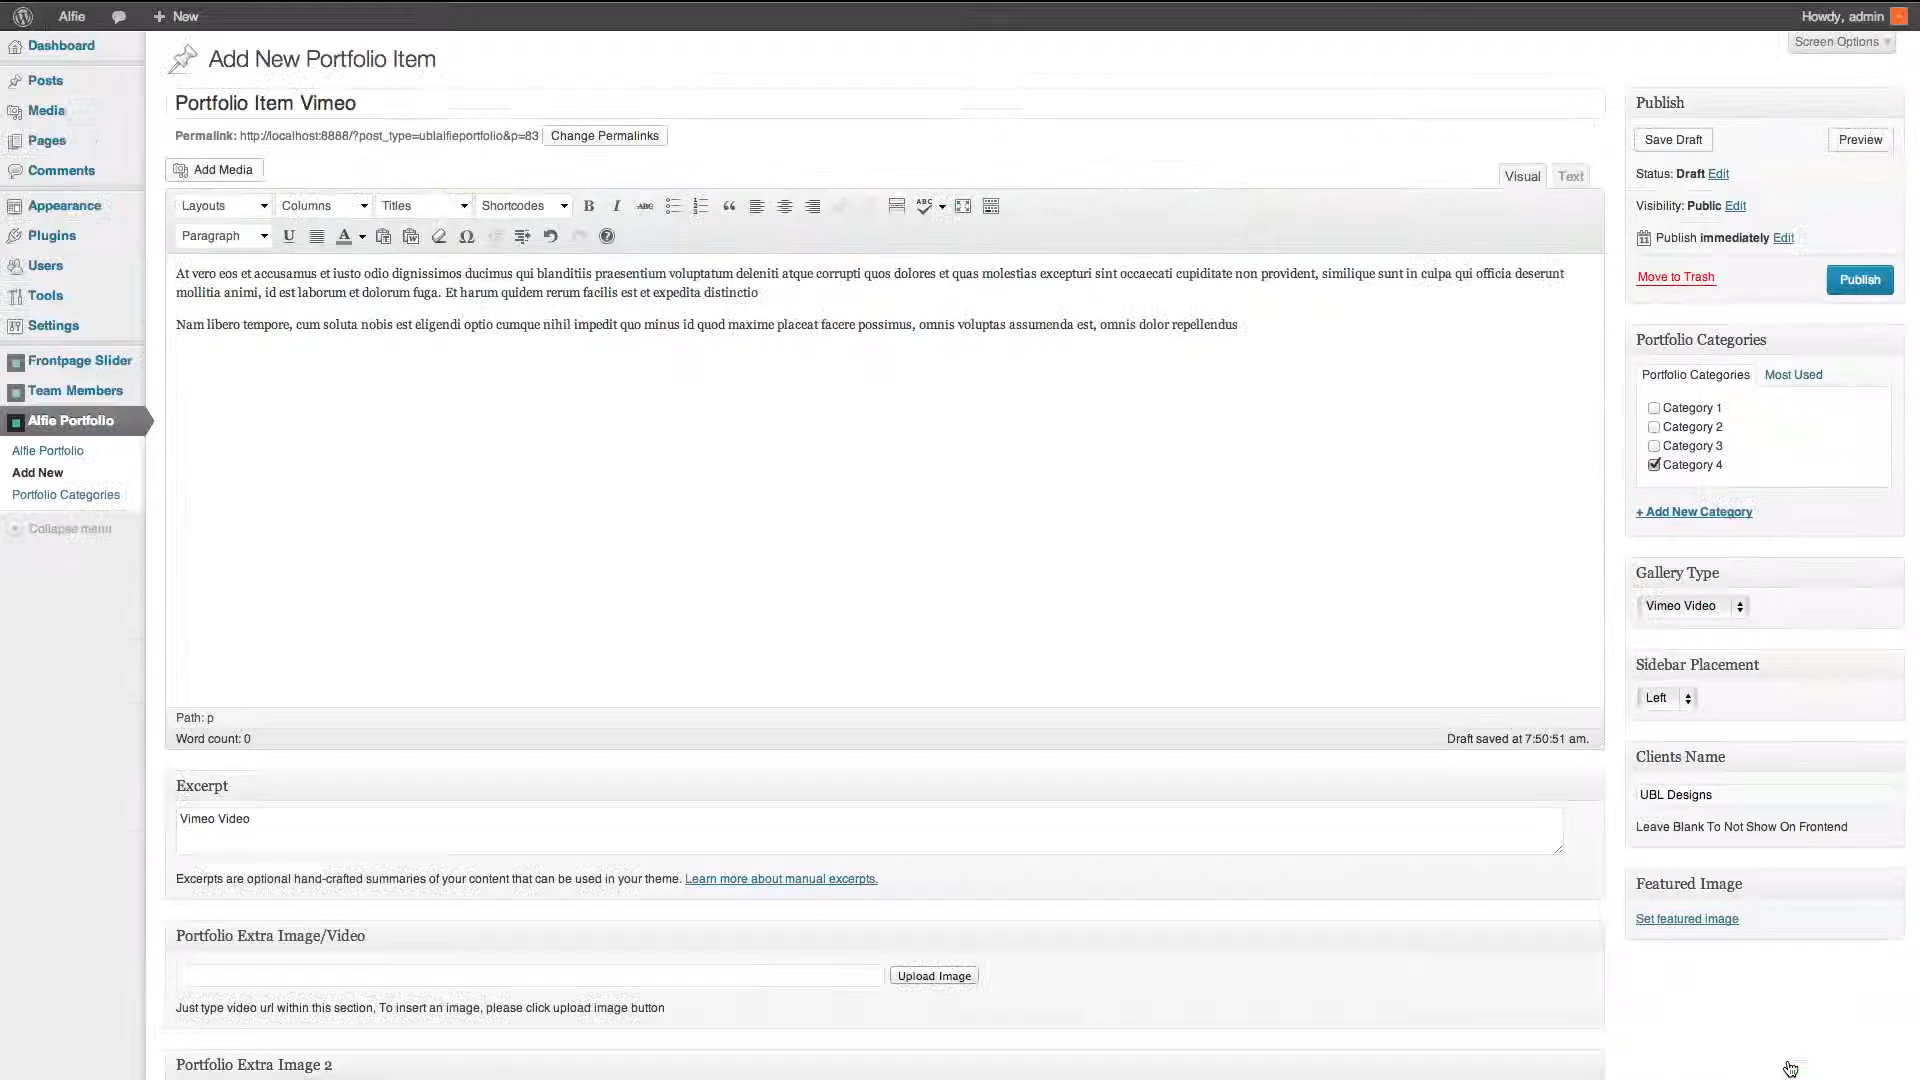 Alfie
New
Howdy, admin
Screen Options
Dashboard
Posts
Media
Pages
Comments
Appearance
Plugins
Users
Tools
Settings
Frontpage Slider
Team Members
Alfie Portfolio
Alfie Portfolio
Add New
Portfolio Categories
Collapse menu
Add New Portfolio Item
Portfolio Item Vimeo
Permalink: http://localhost:8888/?post_type=ublalfieportfolio&p=83 Change Permalinks
Add Media
Visual Text
Layouts Columns Titles Shortcodes B I ABC ABC
Paragraph U A Ω
At vero eos et accusamus et iusto odio dignissimos ducimus qui blanditiis praesentium voluptatum deleniti atque corrupti quos dolores et quas molestias excepturi sint occaecati cupiditate non provident, similique sunt in culpa qui officia deserunt
mollitia animi, id est laborum et dolorum fuga. Et harum quidem rerum facilis est et expedita distinctio
Nam libero tempore, cum soluta nobis est eligendi optio cumque nihil impedit quo minus id quod maxime placeat facere possimus, omnis voluptas assumenda est, omnis dolor repellendus
Path: p
Word count: 0
Draft saved at 7:50:51 am.
Excerpt
Vimeo Video
Excerpts are optional hand-crafted summaries of your content that can be used in your theme. Learn more about manual excerpts.
Portfolio Extra Image/Video
Upload Image
Just type video url within this section, To insert an image, please click upload image button
Portfolio Extra Image 2
Publish
Save Draft
Preview
Status: Draft Edit
Visibility: Public Edit
Publish immediately Edit
Move to Trash
Publish
Portfolio Categories
Portfolio Categories Most Used
Category 1
Category 2
Category 3
Category 4
+ Add New Category
Gallery Type
Vimeo Video
Sidebar Placement
Left
Clients Name
UBL Designs
Leave Blank To Not Show On Frontend
Featured Image
Set featured image